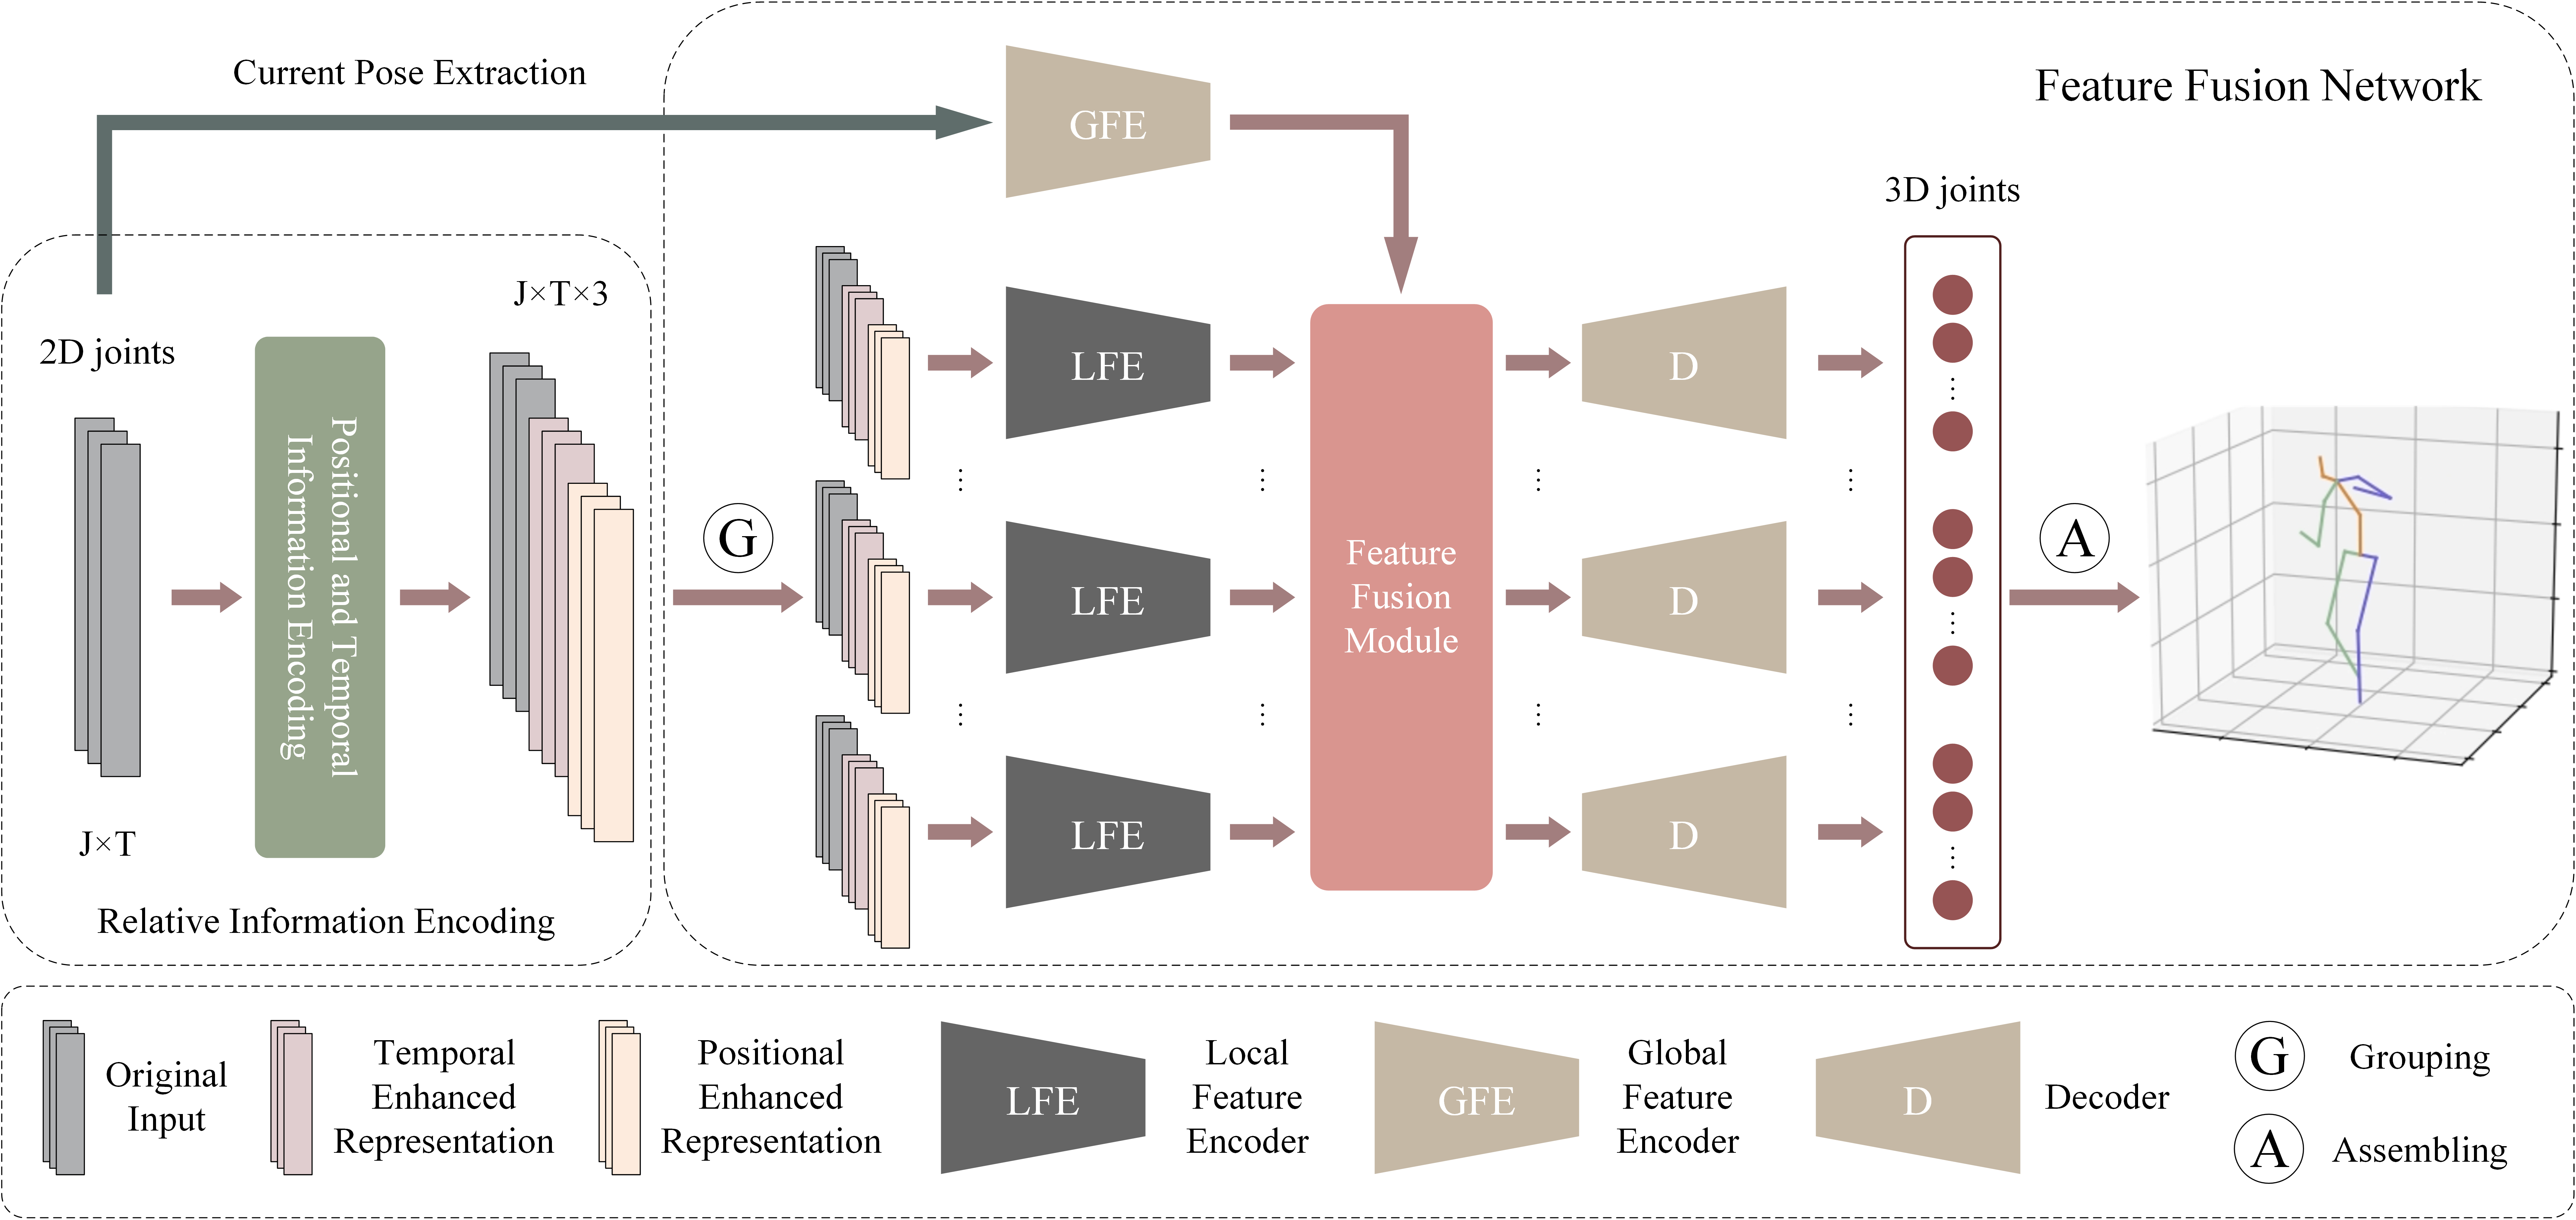 Current Pose Extraction
GFE
Feature Fusion Network
3D joints
J×T×3
2D joints
Positional and Temporal
Information Encoding
J×T
Relative Information Encoding
G
LFE
LFE
LFE
Feature
Fusion
Module
D
D
D
A
Original
Input
Temporal
Enhanced
Representation
Positional
Enhanced
Representation
LFE
Local
Feature
Encoder
GFE
Global
Feature
Encoder
D
Decoder
G
Grouping
A
Assembling